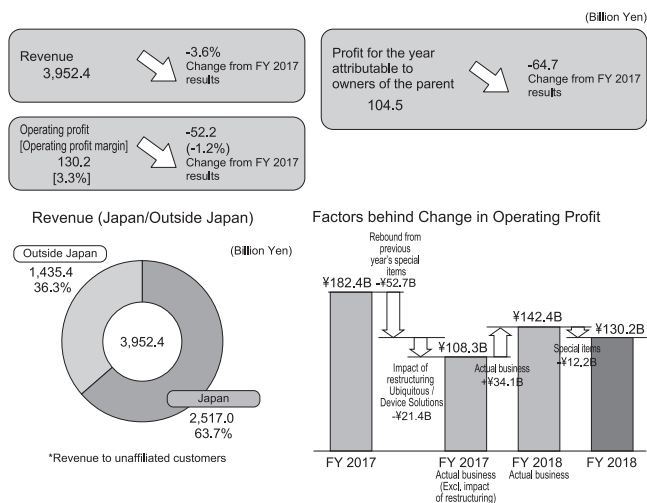 (Billion Yen)
Revenue
3,952.4
-3.6%
Change from FY 2017
results
Profit for the year
attributable to
owners of the parent
104.5
-64.7
Change from FY 2017
results
Operating profit
[Operating profit margin]
130.2
[3.3%]
-52.2
(-1.2%)
Change from FY 2017
results
Revenue (Japan/Outside Japan)
(Billion Yen)
Outside Japan
1,435.4
36.3%
3,952.4
Japan
2,517.0
63.7%
*Revenue to unaffiliated customers
Factors behind Change in Operating Profit
Rebound from
previous
year's special
items
-¥52.7B
¥182.4B
Impact of
restructuring
Ubiquitous /
Device Solutions
-¥21.4B
¥108.3B
Actual business
+¥34.1B
¥142.4B
Special items
-¥12.2B
¥130.2B
FY 2017
FY 2017
Actual business
(Excl, impact
of restructuring)
FY 2018
Actual business
FY 2018